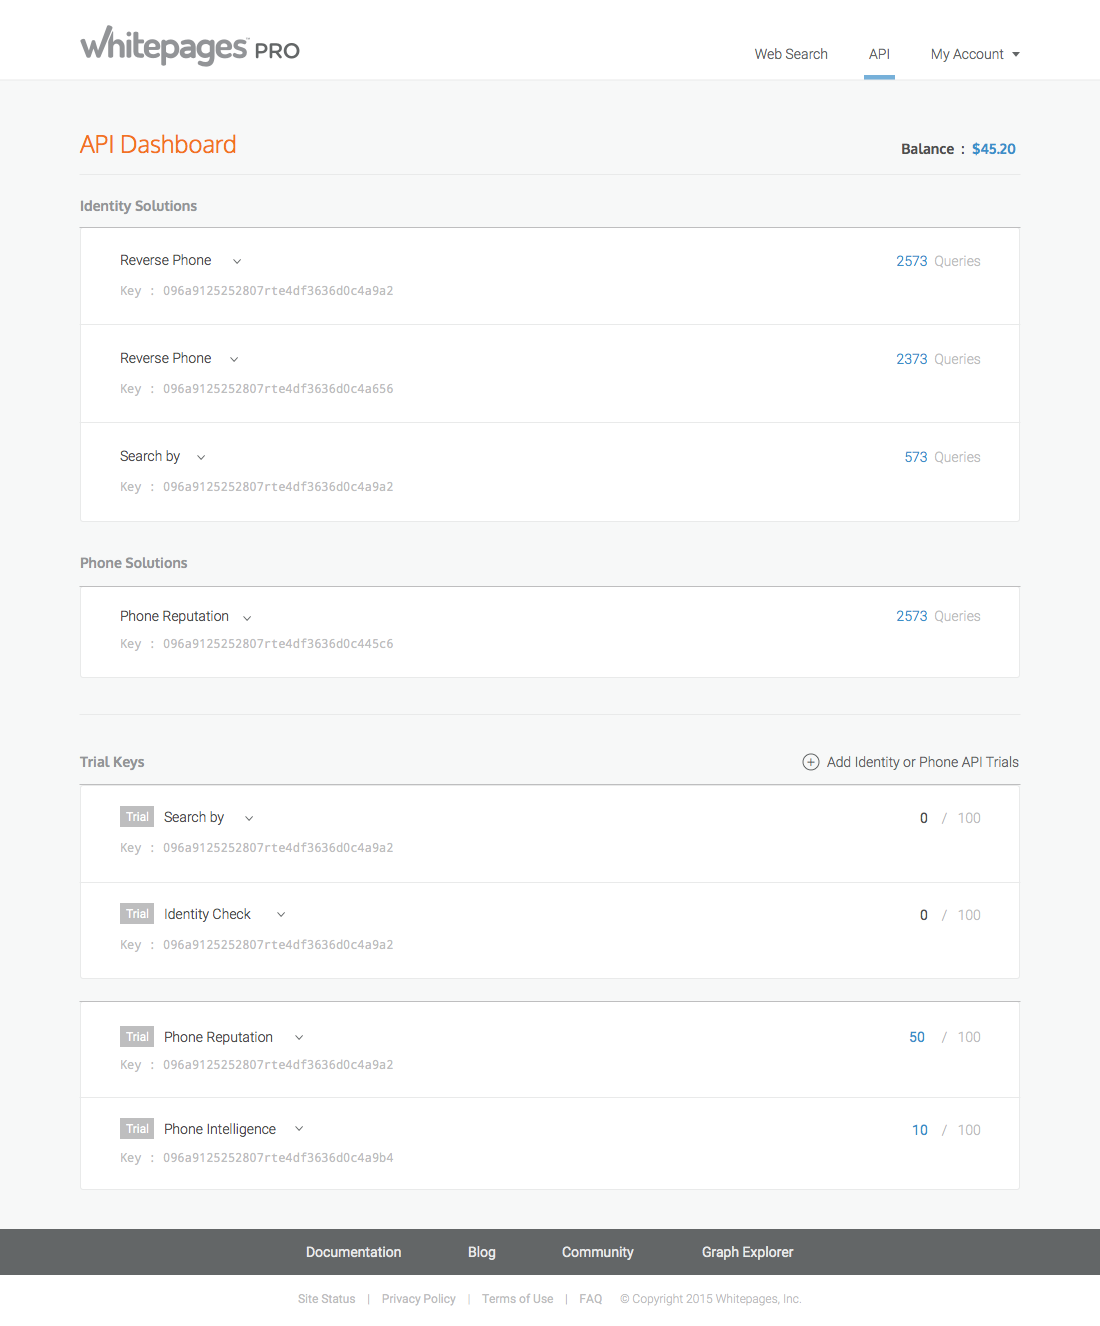 whitepages™ PRO
Web Search API My Account
API Dashboard
Balance : $45.20
Identity Solutions
Reverse Phone 2573 Queries
Key : 096a9125252807rte4df3636d0c4a9a2
Reverse Phone 2373 Queries
Key : 096a9125252807rte4df3636d0c4a656
Search by 573 Queries
Key : 096a9125252807rte4df3636d0c4a9a2
Phone Solutions
Phone Reputation 2573 Queries
Key : 096a9125252807rte4df3636d0c445c6
Trial Keys
Add Identity or Phone API Trials
Trial Search by 0 / 100
Key : 096a9125252807rte4df3636d0c4a9a2
Trial Identity Check 0 / 100
Key : 096a9125252807rte4df3636d0c4a9a2
Trial Phone Reputation 50 / 100
Key : 096a9125252807rte4df3636d0c4a9a2
Trial Phone Intelligence 10 / 100
Key : 096a9125252807rte4df3636d0c4a9b4
Documentation Blog Community Graph Explorer
Site Status | Privacy Policy | Terms of Use | FAQ © Copyright 2015 Whitepages, Inc.